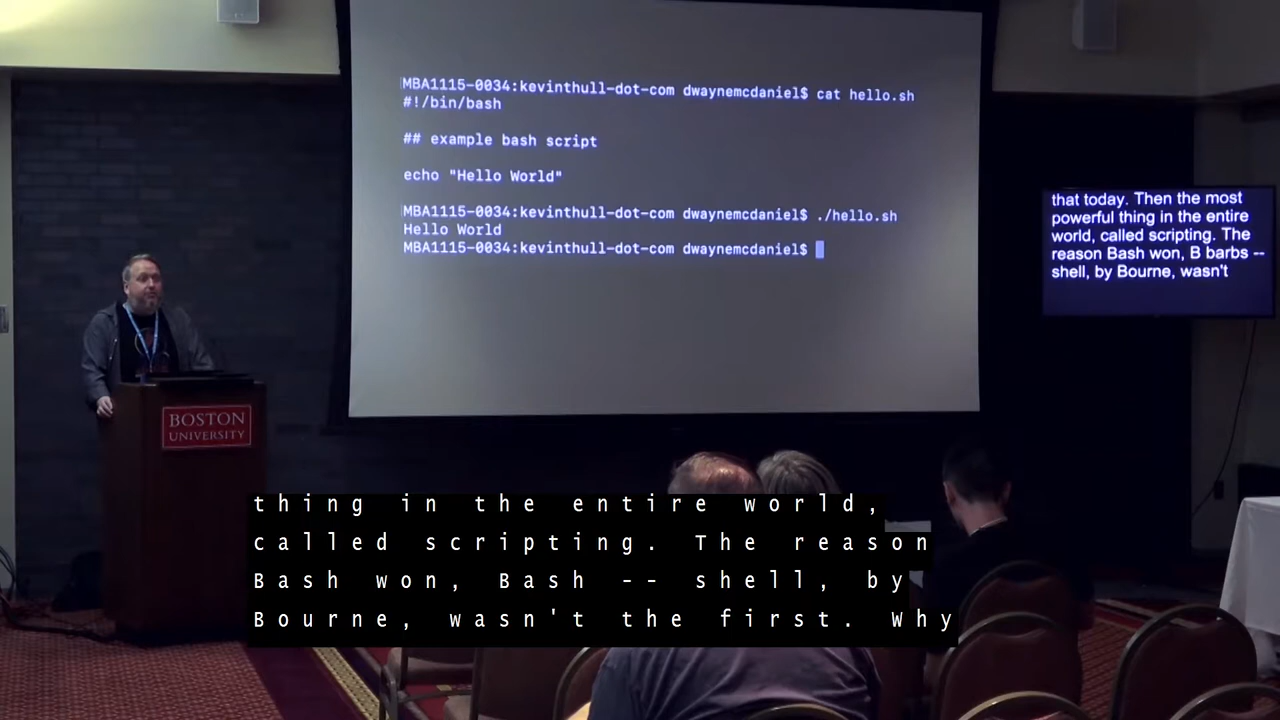 MBA1115-0034:kevinthull-dot-com dwaynemcdaniel$ cat hello.sh
#!/bin/bash
## example bash script
echo "Hello World"
MBA1115-0034:kevinthull-dot-com dwaynemcdaniel$ ./hello.sh
Hello World
MBA1115-0034:kevinthull-dot-com dwaynemcdaniel$
that today. Then the most
powerful thing in the entire
world, called scripting. The
reason Bash won, B barbs --
shell, by Bourne, wasn't
BOSTON
UNIVERSITY
thing in the entire world,
called scripting. The reason
Bash won, Bash -- shell, by
Bourne, wasn't the first. Why